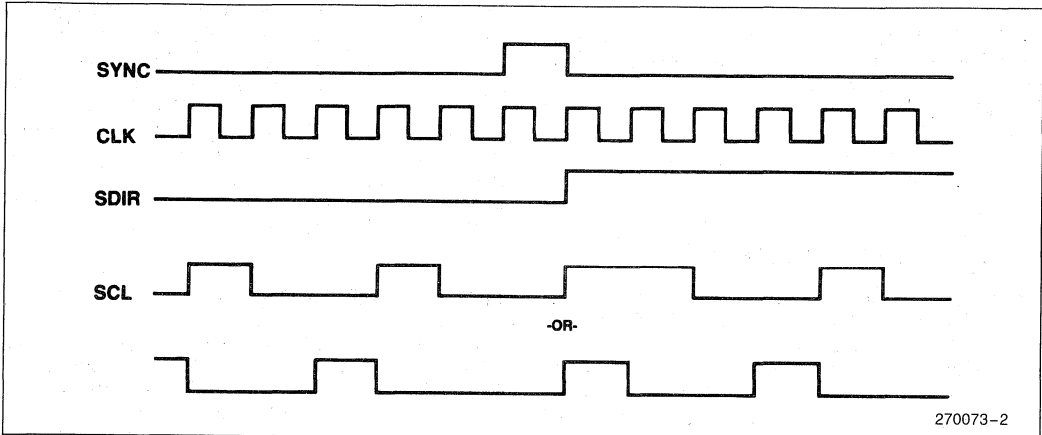 SYNC
CLK
SDIR
SCL
-OR-
270073-2